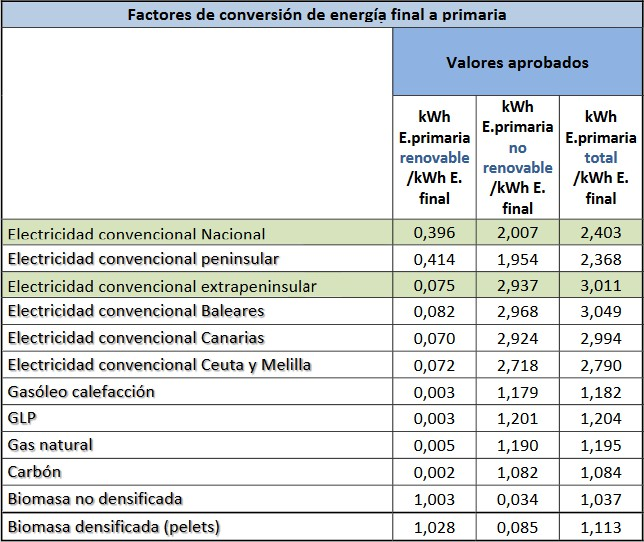 Factores de conversión de energía final a primaria
Valores aprobados
kWh
E.primaria
renovable
/kWh E.
final
kWh
E.primaria
no
renovable
/kWh E.
final
kWh
E.primaria
total
/kWh E.
final
Electricidad convencional Nacional 0,396 2,007 2,403
Electricidad convencional peninsular 0,414 1,954 2,368
Electricidad convencional extrapeninsular 0,075 2,937 3,011
Electricidad convencional Baleares 0,082 2,968 3,049
Electricidad convencional Canarias 0,070 2,924 2,994
Electricidad convencional Ceuta y Melilla 0,072 2,718 2,790
Gasóleo calefacción 0,003 1,179 1,182
GLP 0,003 1,201 1,204
Gas natural 0,005 1,190 1,195
Carbón 0,002 1,082 1,084
Biomasa no densificada 1,003 0,034 1,037
Biomasa densificada (pelets) 1,028 0,085 1,113